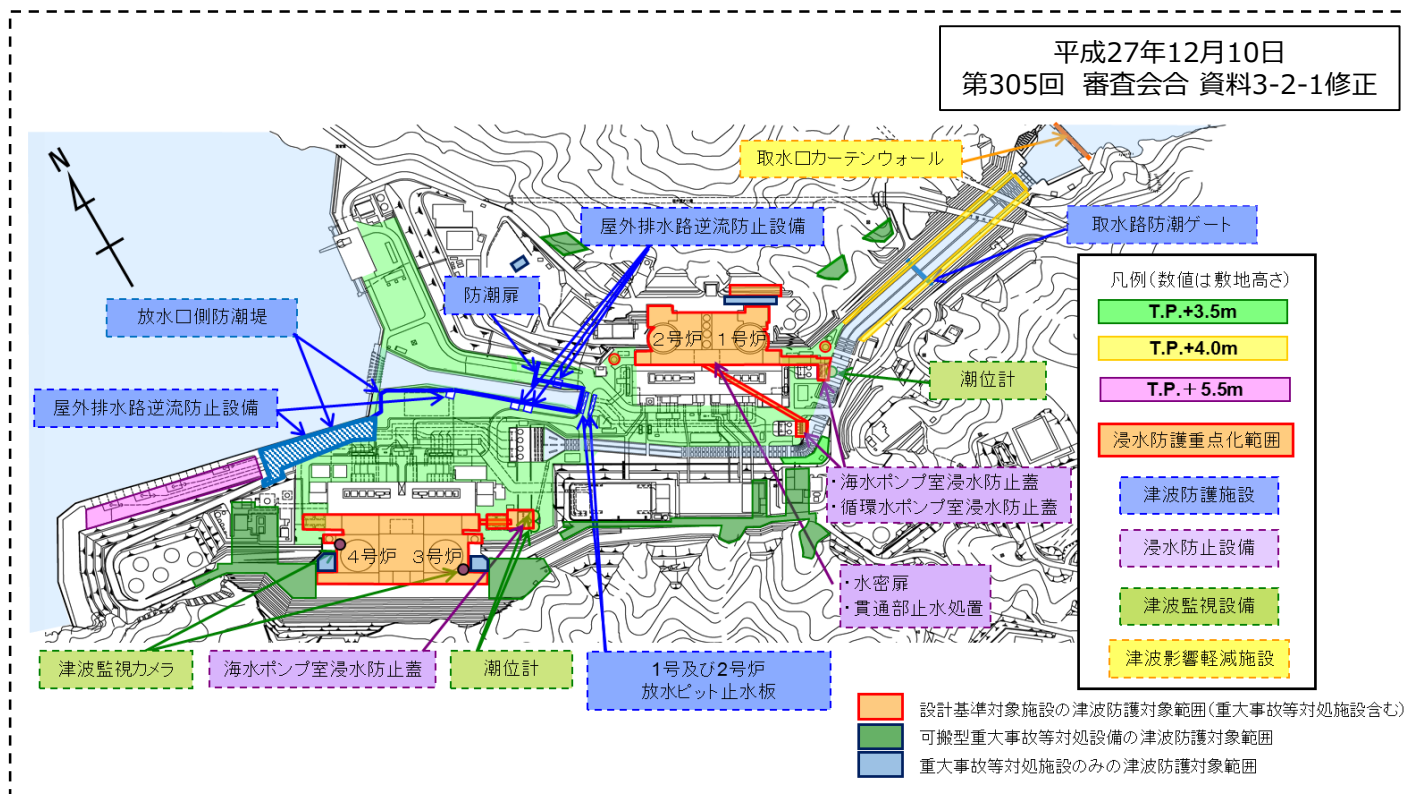 平成27年12月10日
第305回 審査会合 資料3-2-1修正
N
取水口カーテンウォール
屋外排水路逆流防止設備
取水路防潮ゲート
防潮扉
放水口側防潮堤
2号炉 1号炉
潮位計
屋外排水路逆流防止設備
凡例(数値は敷地高さ)
T.P.+3.5m
T.P.+4.0m
T.P.+5.5m
浸水防護重点化範囲
津波防護施設
浸水防止設備
津波監視設備
津波影響軽減施設
・海水ポンプ室浸水防止蓋
・循環水ポンプ室浸水防止蓋
4号炉 3号炉
・水密扉
・貫通部止水処置
津波監視カメラ
海水ポンプ室浸水防止蓋
潮位計
1号及び2号炉
放水ピット止水板
設計基準対象施設の津波防護対象範囲(重大事故等対処施設含む)
可搬型重大事故等対処設備の津波防護対象範囲
重大事故等対処施設のみの津波防護対象範囲